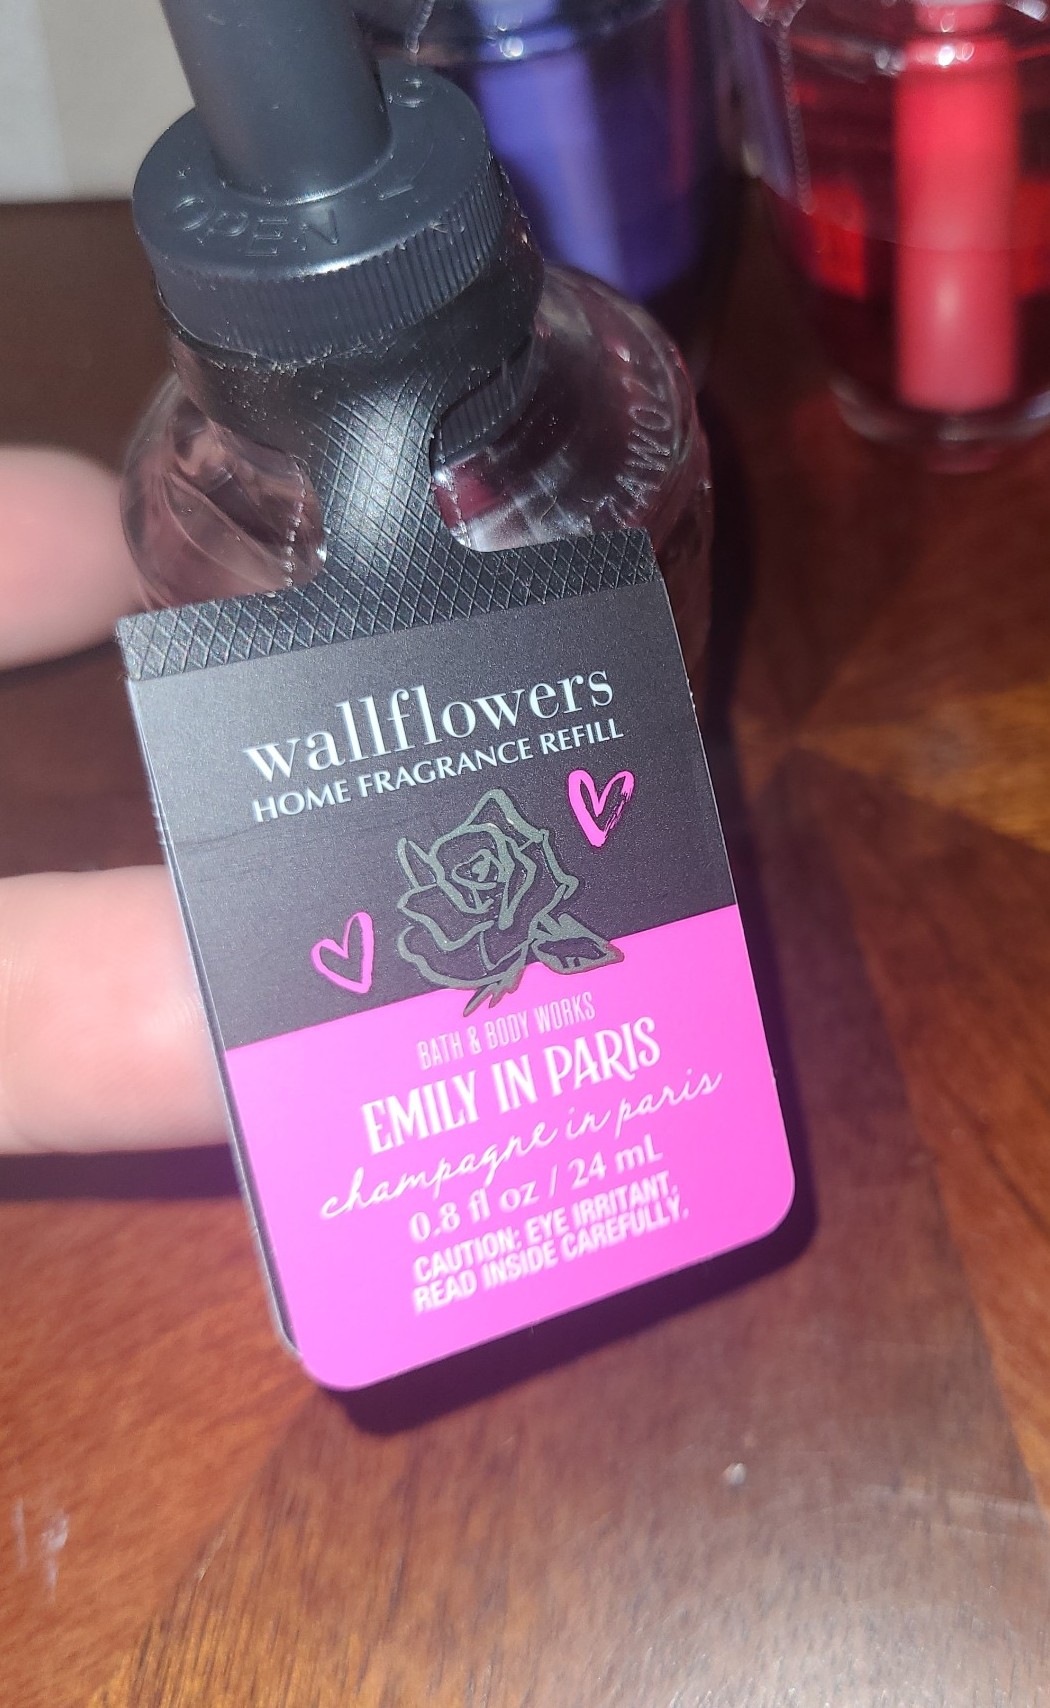 OPEN
wallflowers
HOME FRAGRANCE REFILL
BATH & BODY WORKS
EMILY IN PARIS
champagne in paris
0.8 fl oz / 24 mL
CAUTION: EYE IRRITANT.
READ INSIDE CAREFULLY.